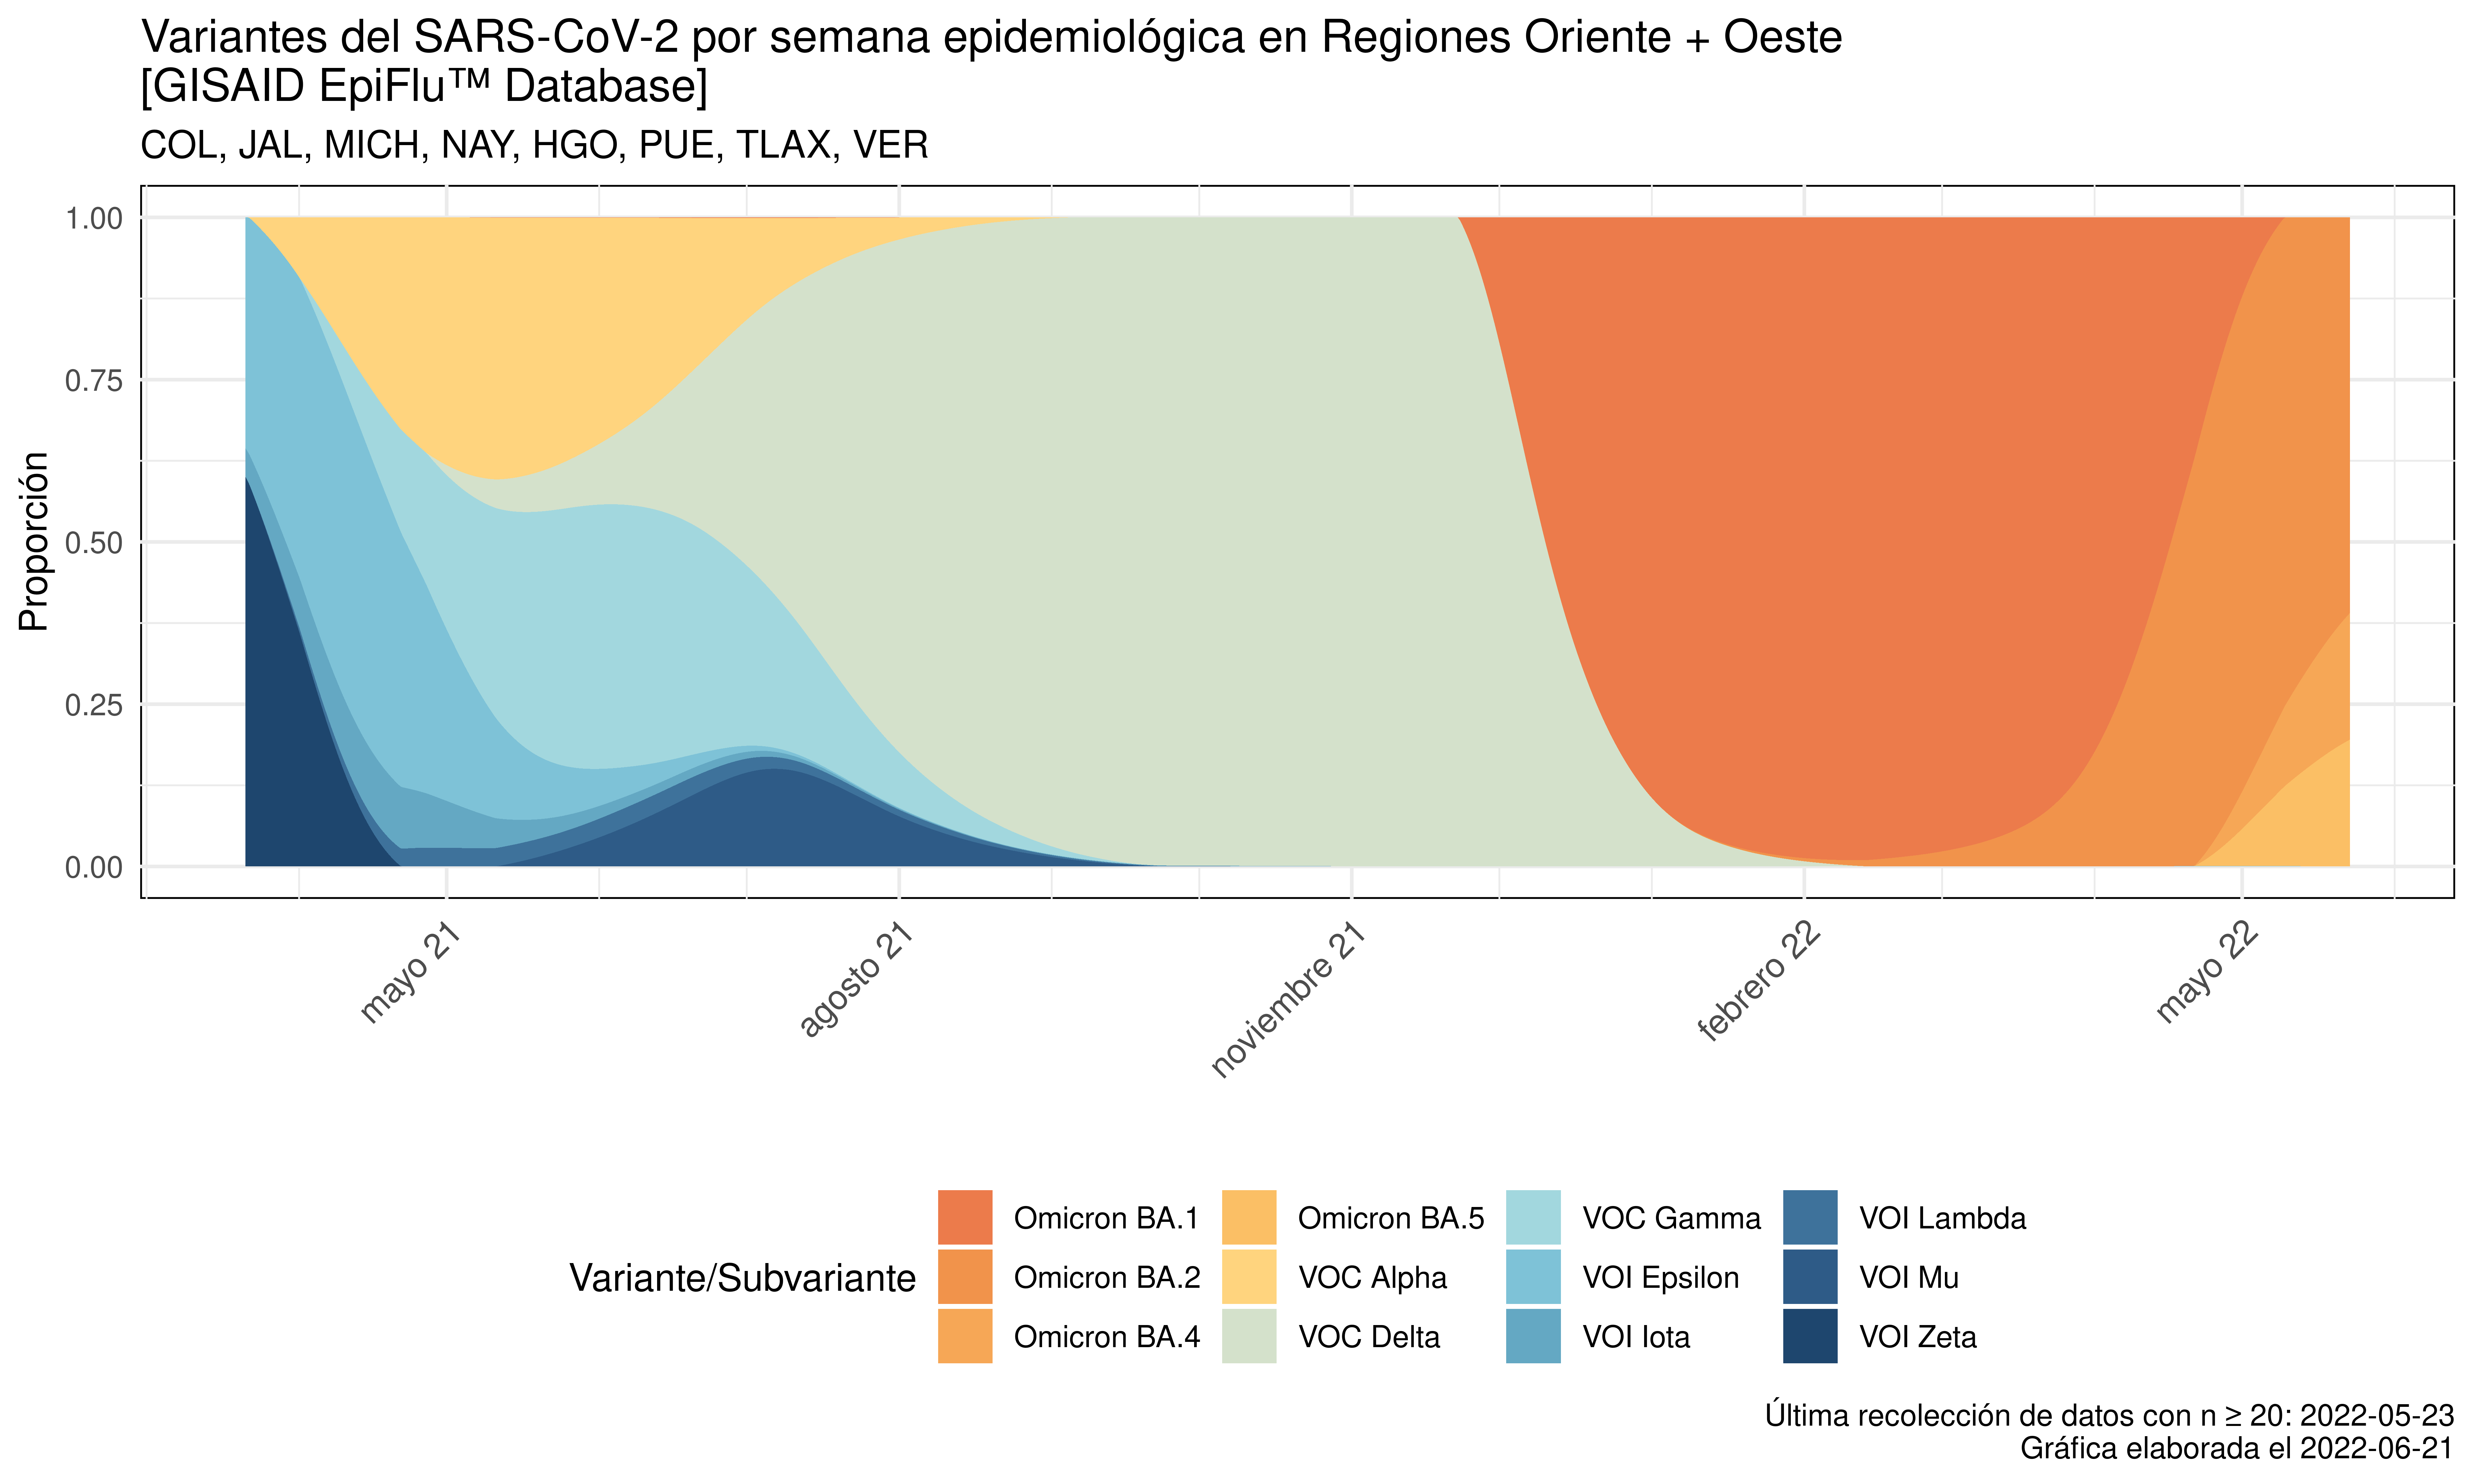 Variantes del SARS-CoV-2 por semana epidemiológica en Regiones Oriente + Oeste
[GISAID EpiFlu™ Database]
COL, JAL, MICH, NAY, HGO, PUE, TLAX, VER
Proporción
1.00
0.75
0.50
0.25
0.00
mayo 21
agosto 21
noviembre 21
febrero 22
mayo 22
Variante/Subvariante
Omicron BA.1
Omicron BA.2
Omicron BA.4
Omicron BA.5
VOC Alpha
VOC Delta
VOC Gamma
VOI Epsilon
VOI Iota
VOI Lambda
VOI Mu
VOI Zeta
Última recolección de datos con n ≥ 20: 2022-05-23
Gráfica elaborada el 2022-06-21